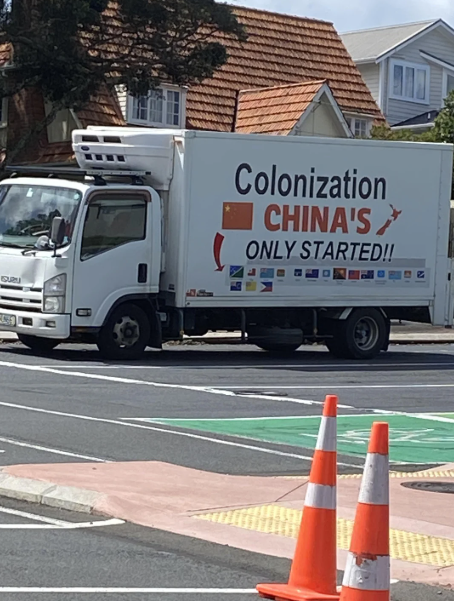 Colonization
CHINA'S
ONLY STARTED!!
ISUZU